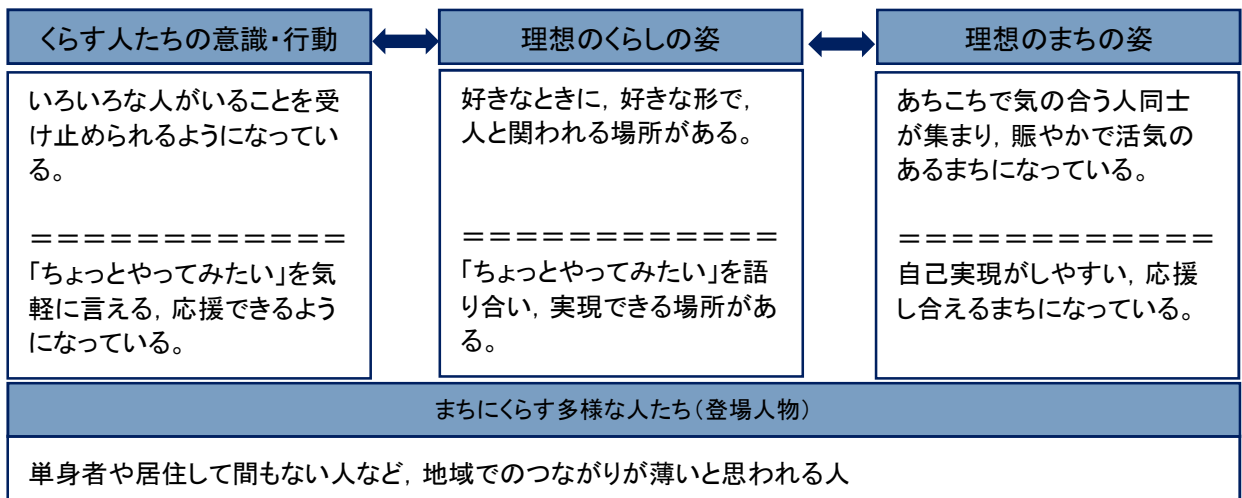 くらす人たちの意識・行動
いろいろな人がいることを受
け止められるようになってい
る。
＝＝＝＝＝＝＝＝＝＝＝＝
「ちょっとやってみたい」を気
軽に言える，応援できるよう
になっている。
理想のくらしの姿
好きなときに，好きな形で，
人と関われる場所がある。
＝＝＝＝＝＝＝＝＝＝＝＝
「ちょっとやってみたい」を語
り合い，実現できる場所があ
る。
理想のまちの姿
あちこちで気の合う人同士
が集まり，賑やかで活気の
あるまちになっている。
＝＝＝＝＝＝＝＝＝＝＝＝
自己実現がしやすい，応援
し合えるまちになっている。
まちにくらす多様な人たち（登場人物）
単身者や居住して間もない人など，地域でのつながりが薄いと思われる人